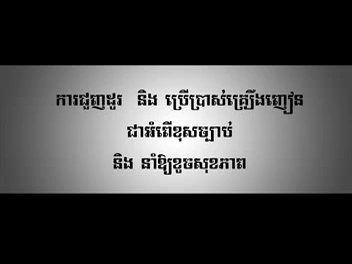 ការជួញដូរ និង ប្រើប្រាស់គ្រឿងញៀន
ជាអំពើខុសច្បាប់
និង នាំឱ្យខូចសុខភាព